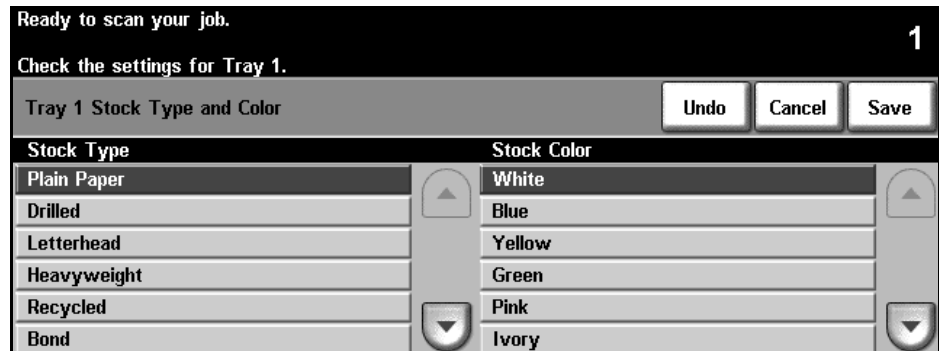 Ready to scan your job.
1
Check the settings for Tray 1.
Tray 1 Stock Type and Color
Undo
Cancel
Save
Stock Type
Stock Color
Plain Paper
White
Drilled
Blue
Letterhead
Yellow
Heavyweight
Green
Recycled
Pink
Bond
Ivory